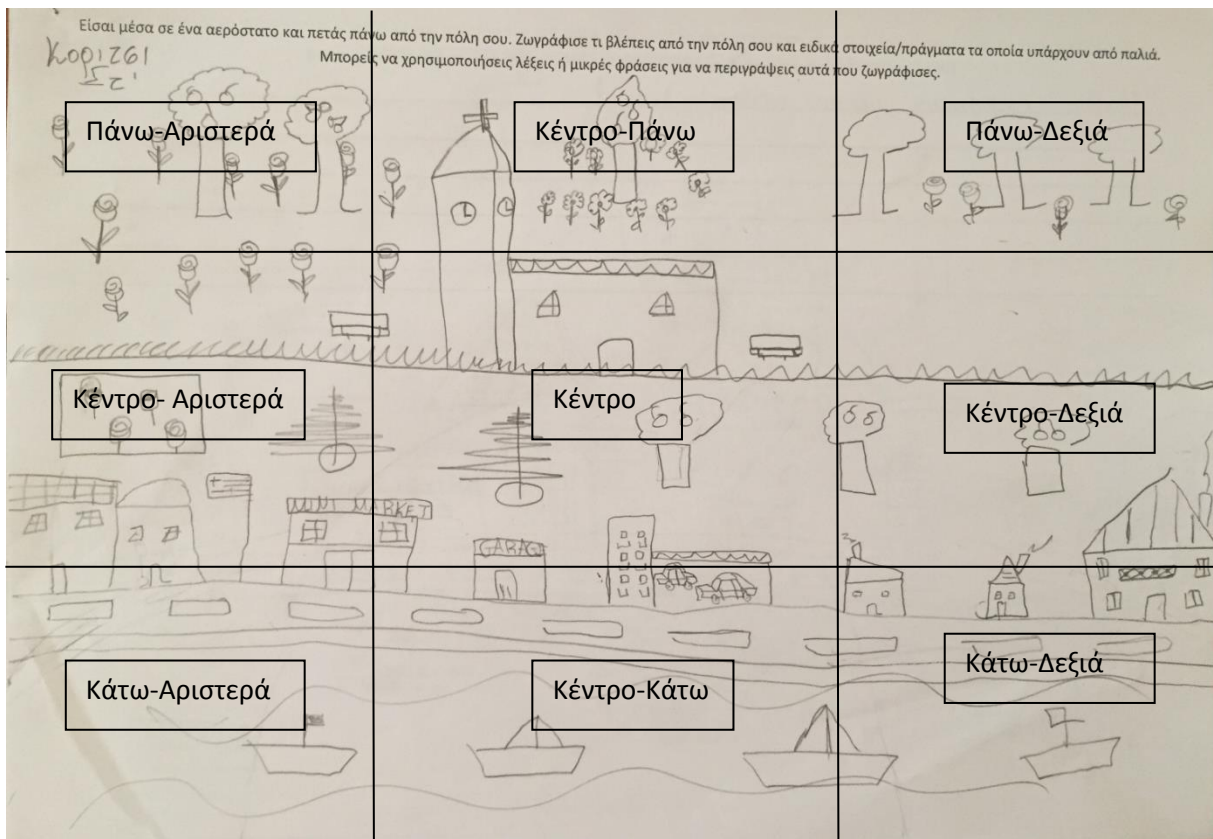 Είσαι μέσα σε ένα αερόστατο και πετάς πάνω από την πόλη σου. Ζωγράφισε τι βλέπεις από την πόλη σου και ειδικά στοιχεία/πράγματα τα οποία υπάρχουν από παλιά.
Μπορείς να χρησιμοποιήσεις λέξεις ή μικρές φράσεις για να περιγράψεις αυτά που ζωγράφισες.
Κορίτσι
Πάνω-Αριστερά
Κέντρο-Πάνω
Πάνω-Δεξιά
Κέντρο- Αριστερά
Κέντρο
Κέντρο-Δεξιά
MINI MARKET
GARAG
Κάτω-Αριστερά
Κέντρο-Κάτω
Κάτω-Δεξιά